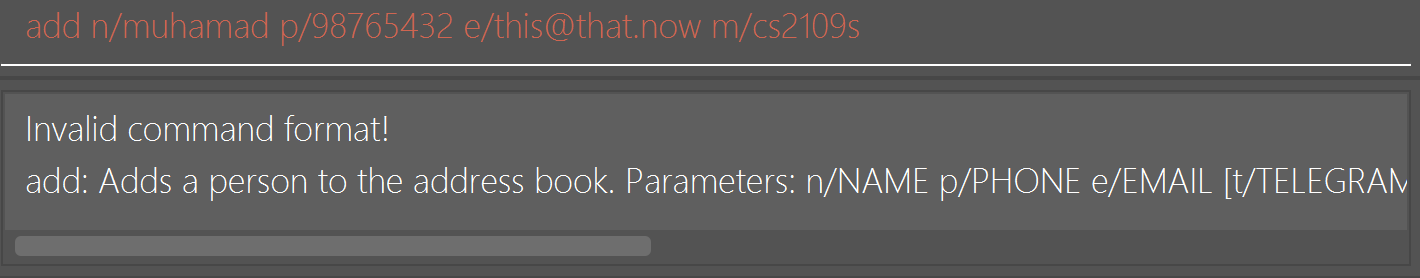 add n/muhamad p/98765432 e/this@that.now m/cs2109s
Invalid command format!
add: Adds a person to the address book. Parameters: n/NAME p/PHONE e/EMAIL [t/TELEGRAM